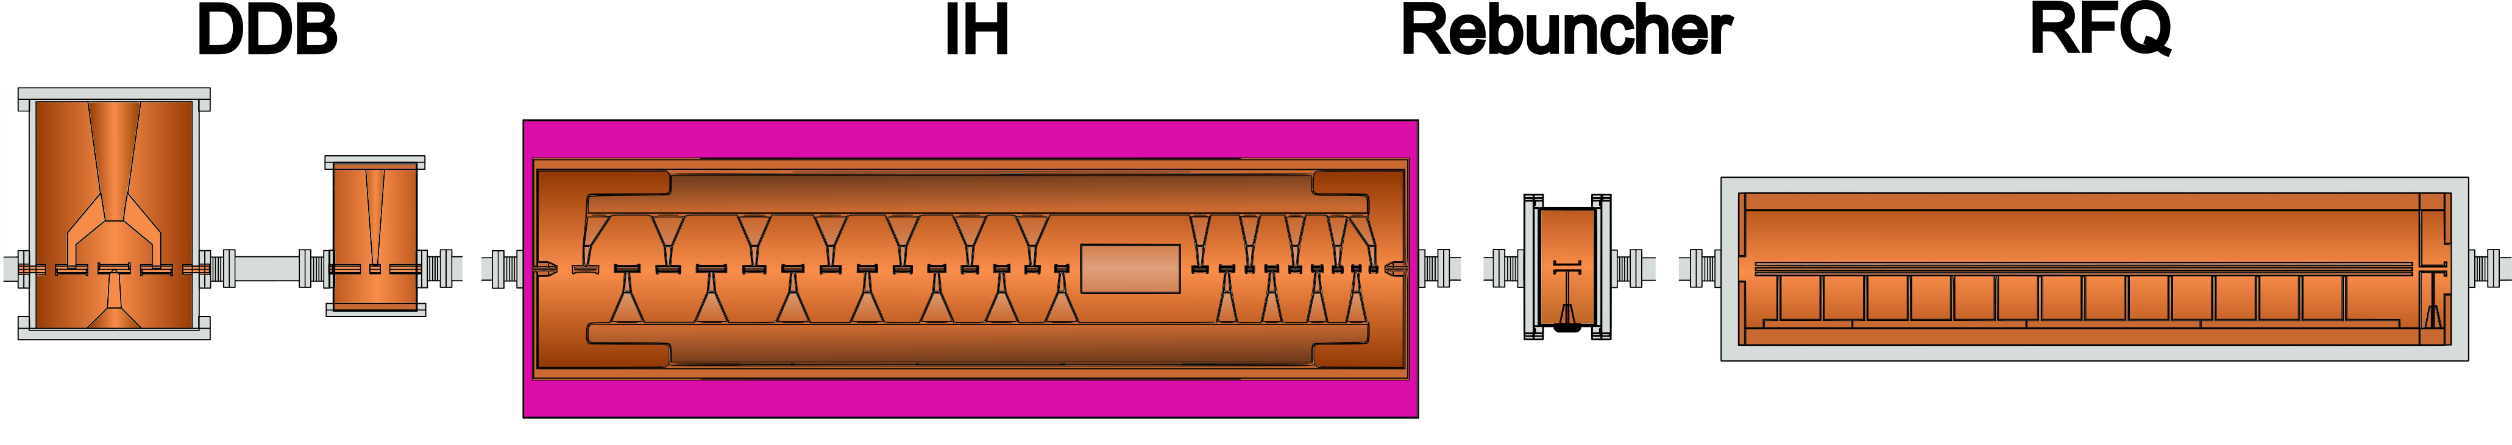 DDB IH Rebuncher RFQ